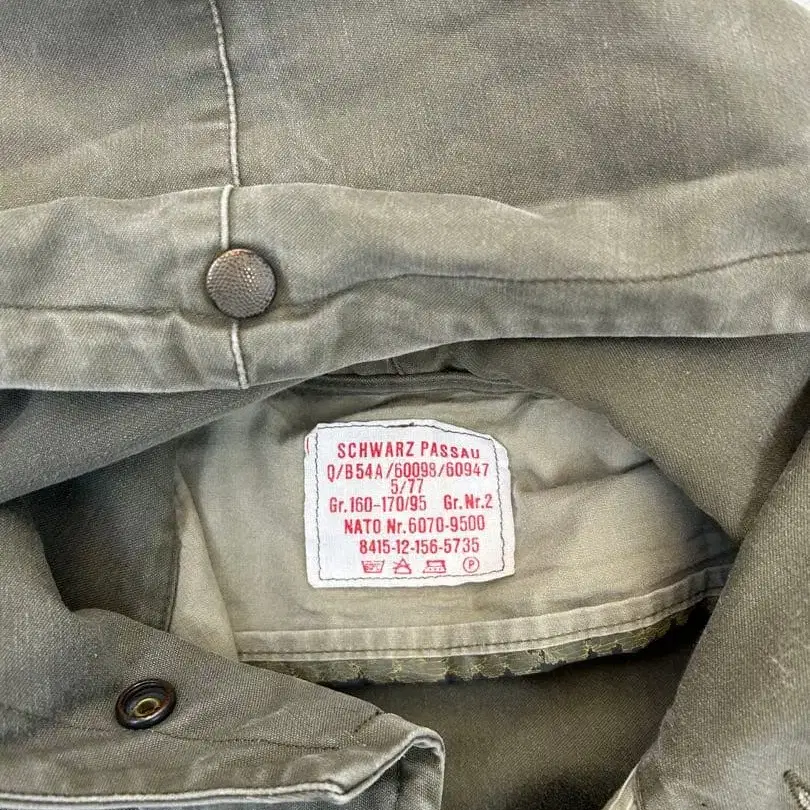 SCHWARZ PASSAU
Q/B54A/60098/60947
5/77
Gr.160-170/95 Gr.Nr.2
NATO Nr.6070-9500
8415-12-156-5735
P